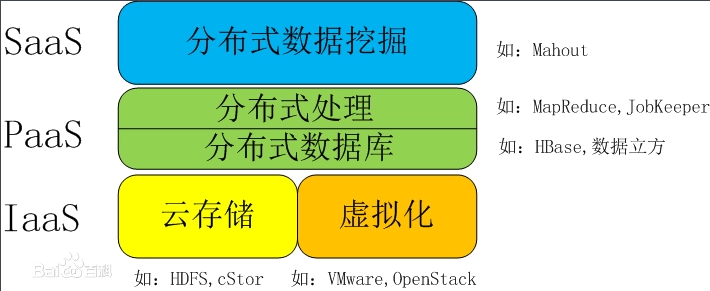 SaaS
分布式数据挖掘
如：Mahout
PaaS
分布式处理
如：MapReduce,JobKeeper
分布式数据库
如：HBase,数据立方
IaaS
云存储
虚拟化
Baidu百科
如：HDFS,cStor
如：VMware,OpenStack